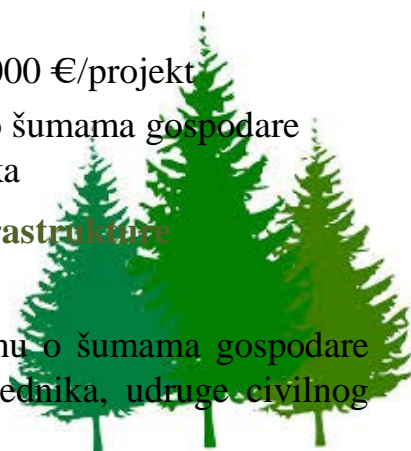 000 €/projekt
o šumama gospodare
ka
rastrukture
nu o šumama gospodare
ednika, udruge civilnog